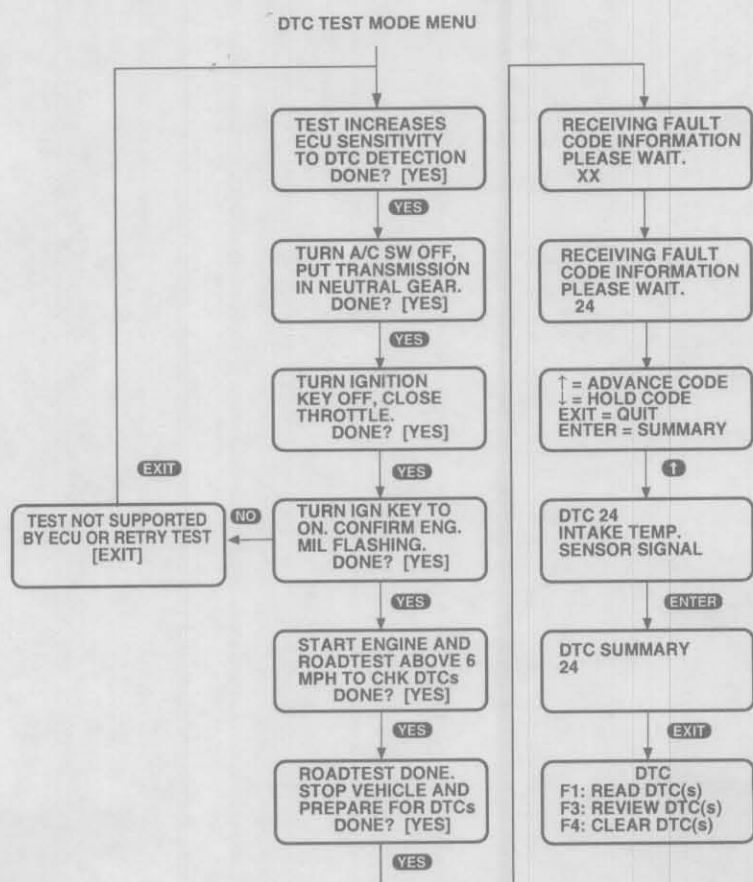 DTC TEST MODE MENU
TEST INCREASES
ECU SENSITIVITY
TO DTC DETECTION
DONE? [YES]
YES
TURN A/C SW OFF,
PUT TRANSMISSION
IN NEUTRAL GEAR.
DONE? [YES]
YES
TURN IGNITION
KEY OFF, CLOSE
THROTTLE.
DONE? [YES]
YES
EXIT
TURN IGN KEY TO
ON. CONFIRM ENG.
MIL FLASHING.
DONE? [YES]
NO
TEST NOT SUPPORTED
BY ECU OR RETRY TEST
[EXIT]
YES
START ENGINE AND
ROADTEST ABOVE 6
MPH TO CHK DTCs
DONE? [YES]
YES
ROADTEST DONE.
STOP VEHICLE AND
PREPARE FOR DTCs
DONE? [YES]
YES
RECEIVING FAULT
CODE INFORMATION
PLEASE WAIT.
XX
RECEIVING FAULT
CODE INFORMATION
PLEASE WAIT.
24
↑ = ADVANCE CODE
↓ = HOLD CODE
EXIT = QUIT
ENTER = SUMMARY
↑
DTC 24
INTAKE TEMP.
SENSOR SIGNAL
ENTER
DTC SUMMARY
24
EXIT
DTC
F1: READ DTC(s)
F3: REVIEW DTC(s)
F4: CLEAR DTC(s)